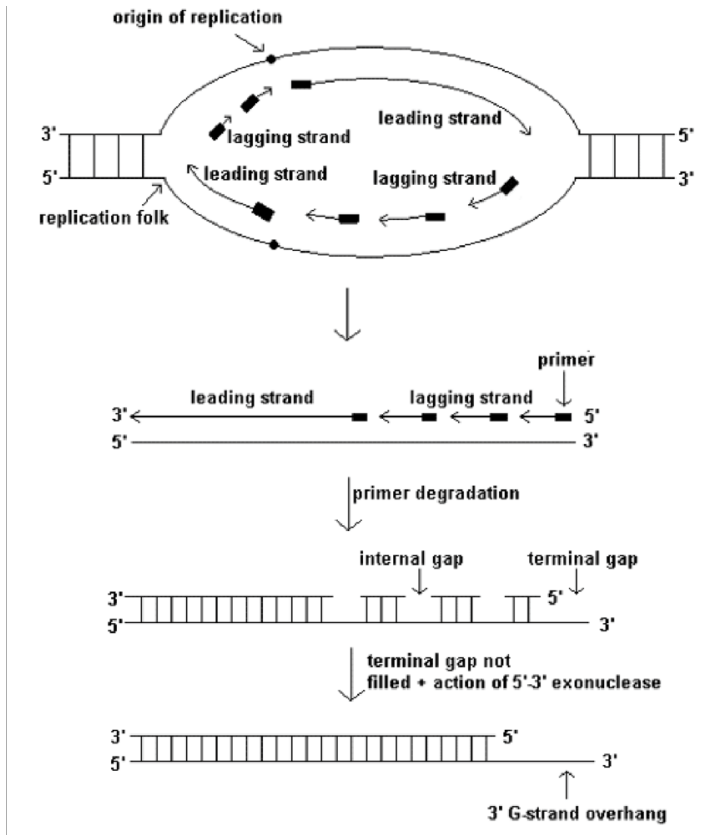 origin of replication
3'
5'
leading strand
lagging strand
leading strand
lagging strand
5'
3'
replication folk
primer
leading strand
lagging strand
3'
5'
5'
3'
primer degradation
internal gap
terminal gap
3'
5'
5'
3'
terminal gap not
filled + action of 5'-3' exonuclease
3'
5'
5'
3'
3' G-strand overhang